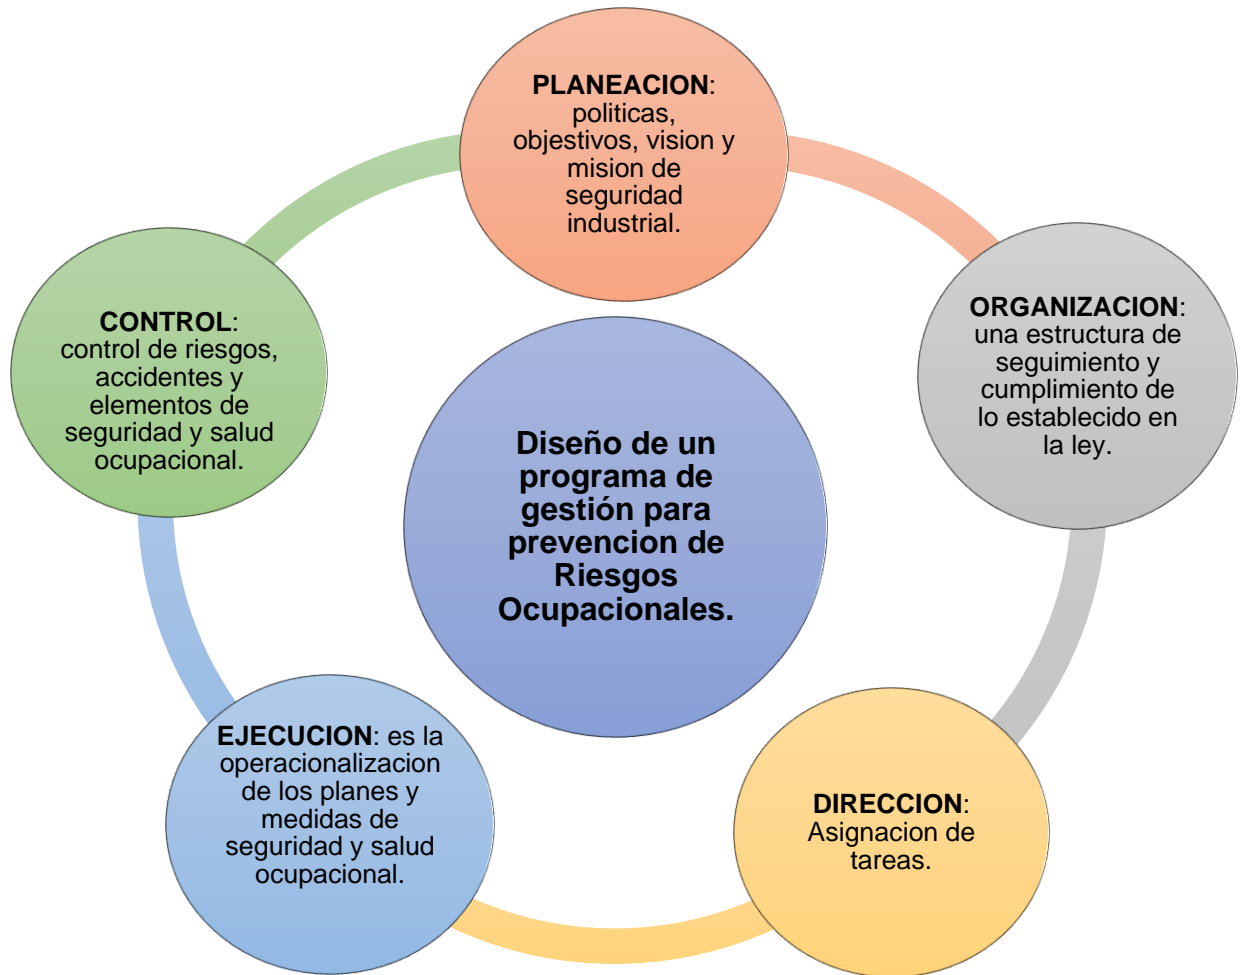 PLANEACION:
politicas,
objestivos, vision y
mision de
seguridad
industrial.
ORGANIZACION:
una estructura de
seguimiento y
cumplimiento de
lo establecido en
la ley.
DIRECCION:
Asignacion de
tareas.
EJECUCION: es la
operacionalizacion
de los planes y
medidas de
seguridad y salud
ocupacional.
CONTROL:
control de riesgos,
accidentes y
elementos de
seguridad y salud
ocupacional.
Diseño de un
programa de
gestión para
prevencion de
Riesgos
Ocupacionales.